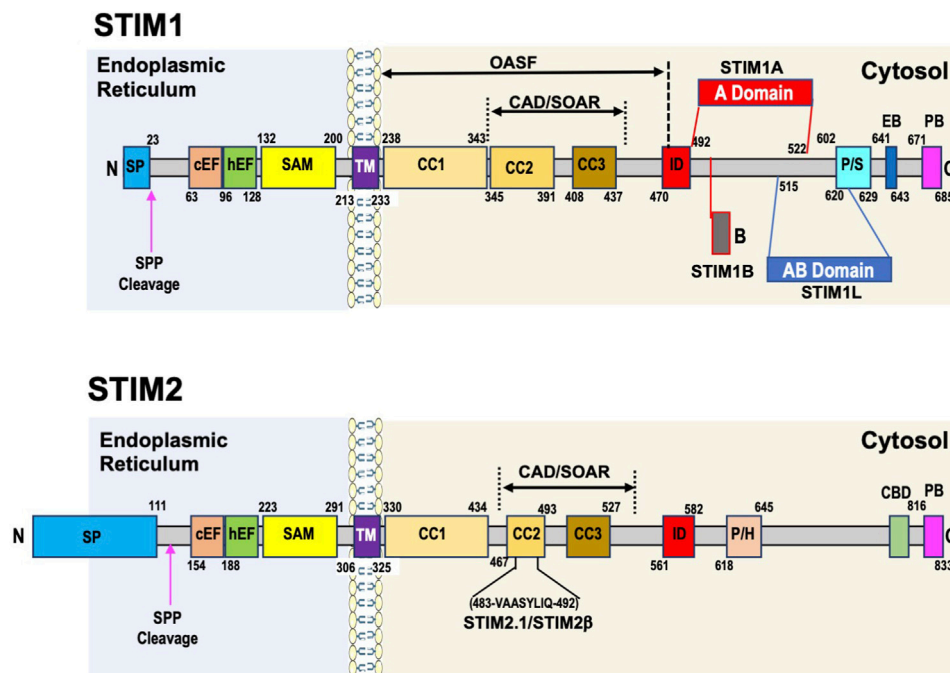 STIM1
Endoplasmic
Reticulum
Cytosol
OASF
CAD/SOAR
STIM1A
A Domain
23
132
200
238
343
492
522
602
641
EB
671
PB
N
SP
cEF
hEF
SAM
TM
CC1
CC2
CC3
ID
P/S
C
63
96
128
213
233
345
391
408
437
470
515
620
629
643
685
SPP
Cleavage
B
STIM1B
AB Domain
STIM1L
STIM2
Endoplasmic
Reticulum
Cytosol
CAD/SOAR
111
223
291
330
434
493
527
582
645
CBD
816
PB
N
SP
cEF
hEF
SAM
TM
CC1
CC2
CC3
ID
P/H
C
154
188
306
325
467
561
618
833
(483-VAASYLIQ-492)
STIM2.1/STIM2β
SPP
Cleavage